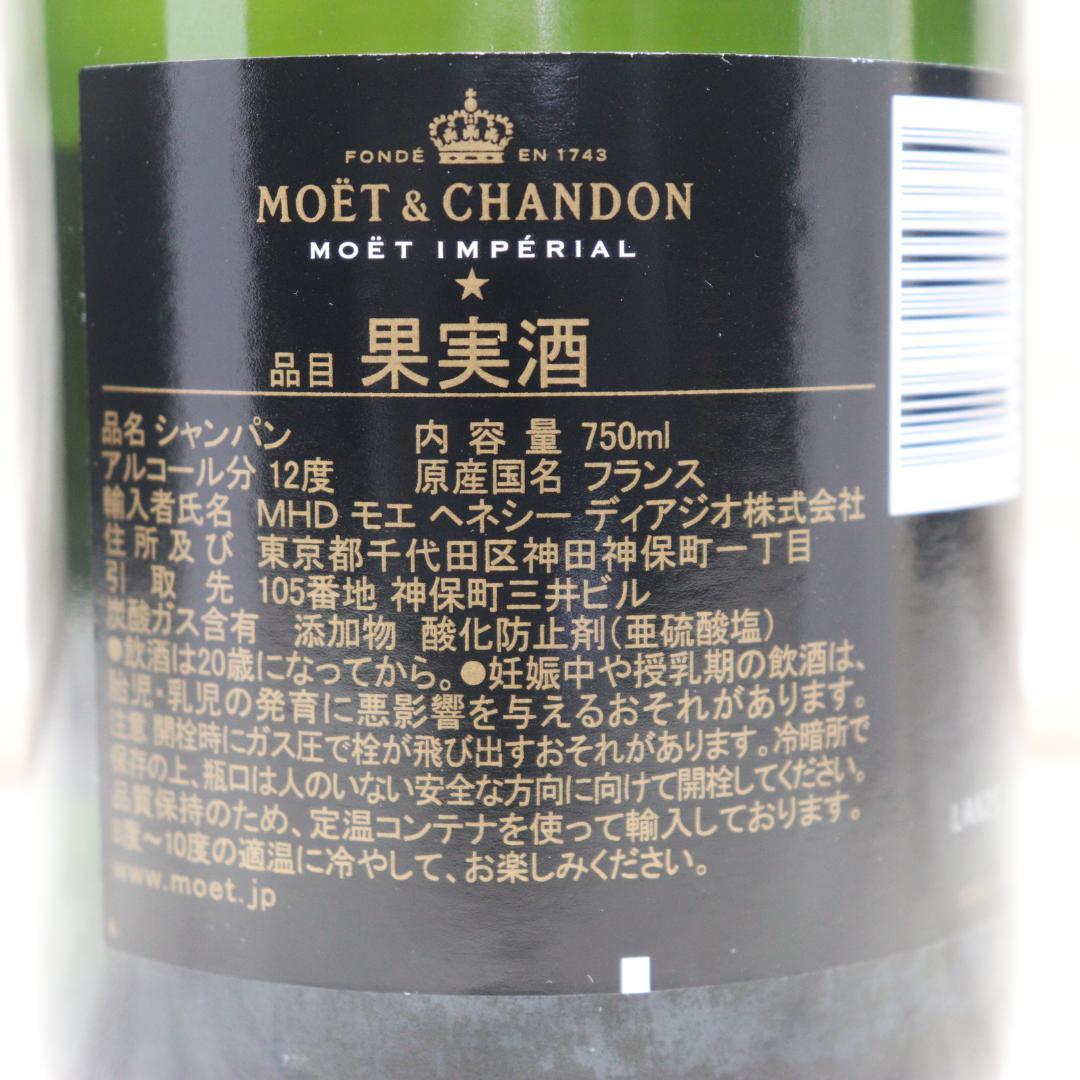 FONDÉ EN 1743
MOËT & CHANDON
MOËT IMPÉRIAL
品目 果実酒
品名 シャンパン 内容量 750ml
アルコール分 12度 原産国名 フランス
輸入者氏名 MHD モエ ヘネシー ディアジオ株式会社
住所及び 東京都千代田区神田神保町一丁目
引取先 105番地 神保町三井ビル
炭酸ガス含有 添加物 酸化防止剤(亜硫酸塩)
●飲酒は20歳になってから。●妊娠中や授乳期の飲酒は、
胎児・乳児の発育に悪影響を与えるおそれがあります。
注意 開栓時にガス圧で栓が飛び出すおそれがあります。冷暗所で
保存の上、瓶口は人のいない安全な方向に向けて開栓してください。
品質保持のため、定温コンテナを使って輸入しております。
8度〜10度の適温に冷やして、お楽しみください。
www.moet.jp